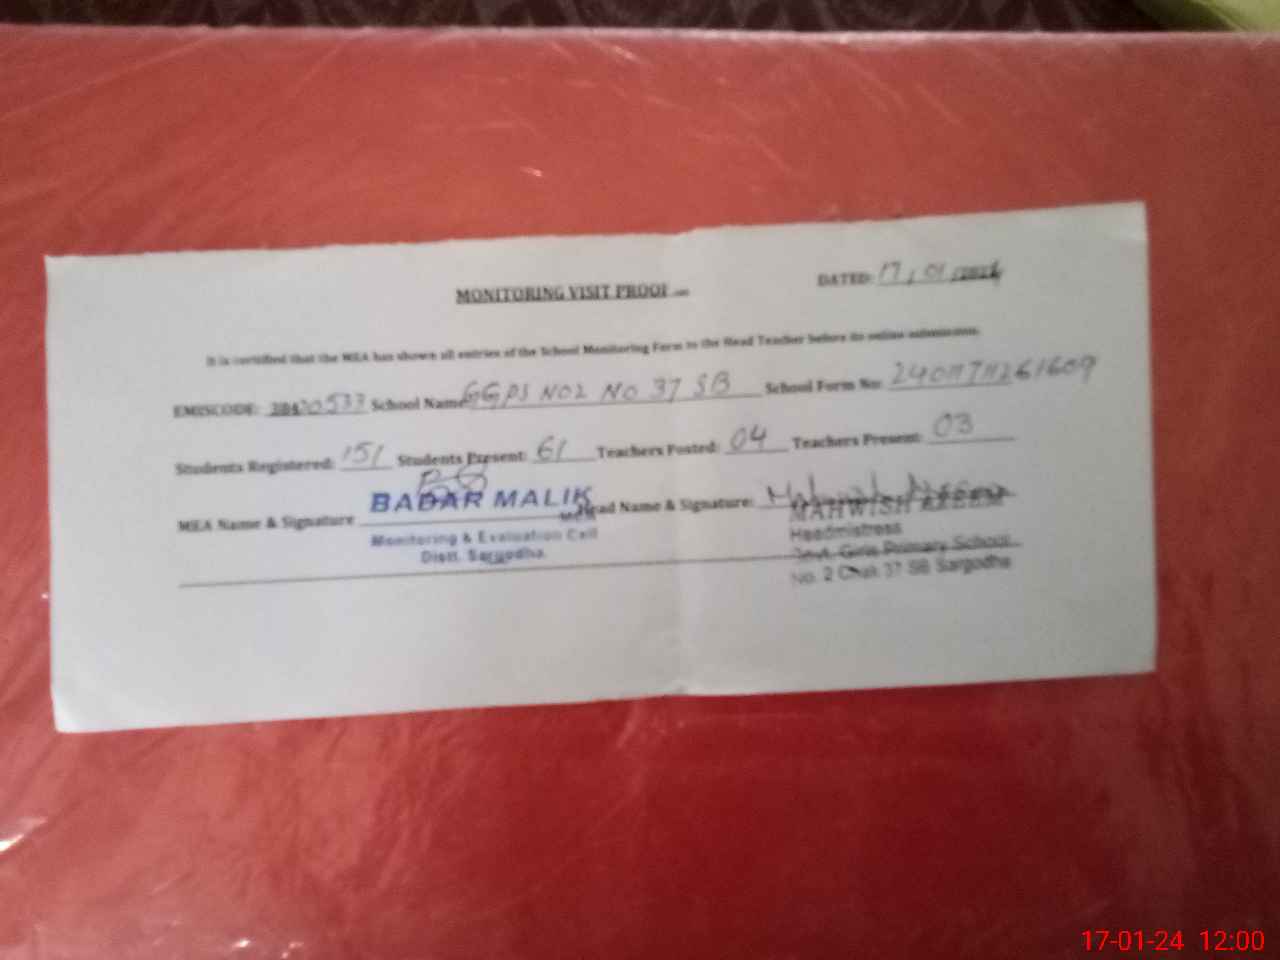 DATED: 17/01/2024
MONITORING VISIT PROOF
It is certified that the MEA has shown all entries of the School Monitoring Form to the Head Teacher before its online submission.
EMISCODE: 38420533 School Name GGPS NO2 NO 37 SB School Form No: 24011711261609
Students Registered: 151 Students Present: 61 Teachers Posted: 04 Teachers Present: 03
MEA Name & Signature BADAR MALIK Head Name & Signature:
MEA
Monitoring & Evaluation Cell
Distt. Sargodha.
MAHWISH
Headmistress
Govt. Girls Primary School
No. 2 Chak 37 SB Sargodha
17-01-24 12:00